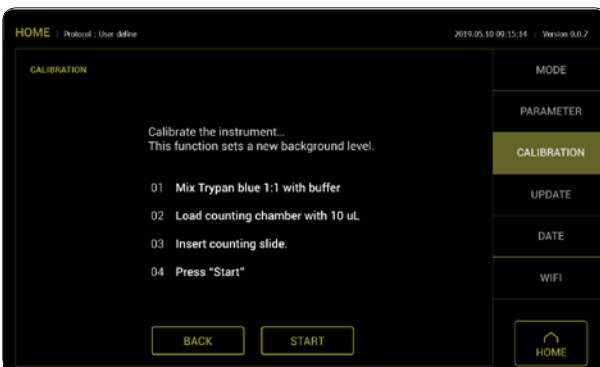 HOME | Protocol : User define
2019.05.10 09:15:14 | Version 0.0.7
CALIBRATION
Calibrate the instrument...
This function sets a new background level.
01 Mix Trypan blue 1:1 with buffer
02 Load counting chamber with 10 uL
03 Insert counting slide.
04 Press "Start"
BACK
START
MODE
PARAMETER
CALIBRATION
UPDATE
DATE
WIFI
HOME